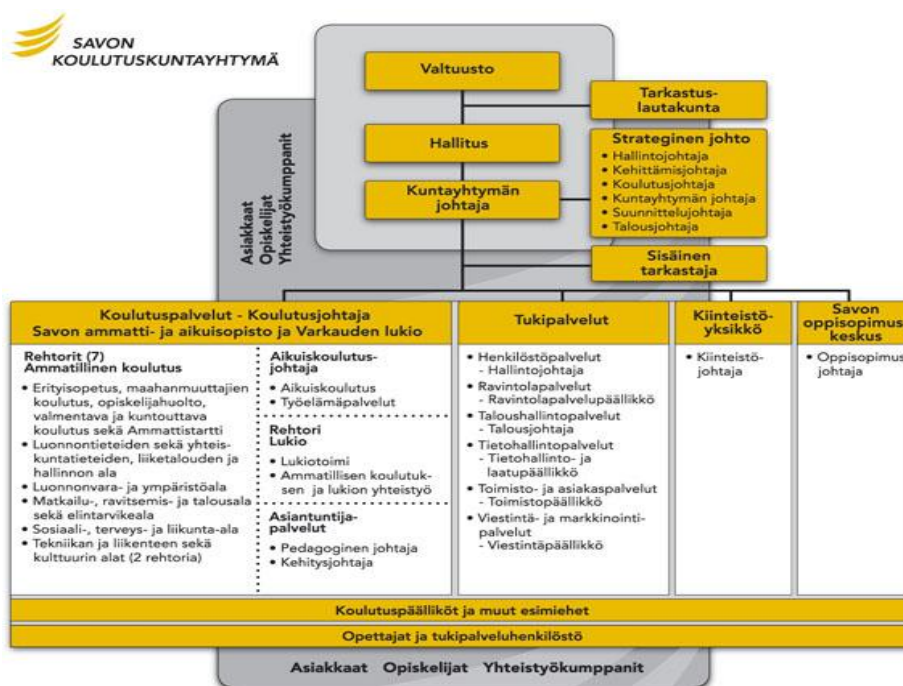 SAVON
KOULUTUSKUNTAYHTYMÄ
Valtuusto
Tarkastus-
lautakunta
Hallitus
Strateginen johto
• Hallintojohtaja
• Kehittämisjohtaja
• Koulutusjohtaja
• Kuntayhtymän johtaja
• Suunnittelujohtaja
• Talousjohtaja
Kuntayhtymän
johtaja
Sisäinen
tarkastaja
Asiakkaat
Opiskelijat
Yhteistyökumppanit
Koulutuspalvelut - Koulutusjohtaja
Savon ammatti- ja aikuisopisto ja Varkauden lukio
Rehtorit (7)
Ammatillinen koulutus
• Erityisopetus, maahanmuuttajien
koulutus, opiskelijahuolto,
valmentava ja kuntouttava
koulutus sekä Ammattistartti
• Luonnontieteiden sekä yhteis-
kuntatieteiden, liiketalouden ja
hallinnon ala
• Luonnonvara- ja ympäristöala
• Matkailu-, ravitsemis- ja talousala
sekä elintarvikeala
• Sosiaali-, terveys- ja liikunta-ala
• Tekniikan ja liikenteen sekä
kulttuurin alat (2 rehtoria)
Aikuiskoulutus-
johtaja
• Aikuiskoulutus
• Työelämäpalvelut
Rehtori
Lukio
• Lukiotoimi
• Ammatillisen koulutuk-
sen ja lukion yhteistyö
Asiantuntija-
palvelut
• Pedagoginen johtaja
• Kehitysjohtaja
Tukipalvelut
• Henkilöstöpalvelut
- Hallintojohtaja
• Ravintolapalvelut
- Ravintolapalvelupäällikkö
• Taloushallintopalvelut
- Talousjohtaja
• Tietohallintopalvelut
- Tietohallinto- ja
laatupäällikkö
• Toimisto- ja asiakaspalvelut
- Toimistopäällikkö
• Viestintä- ja markkinointi-
palvelut
- Viestintäpäällikkö
Kiinteistö-
yksikkö
• Kiinteistö-
johtaja
Savon
oppisopimus
keskus
• Oppisopimus
johtaja
Koulutuspäälliköt ja muut esimiehet
Opettajat ja tukipalveluhenkilöstö
Asiakkaat Opiskelijat Yhteistyökumppanit